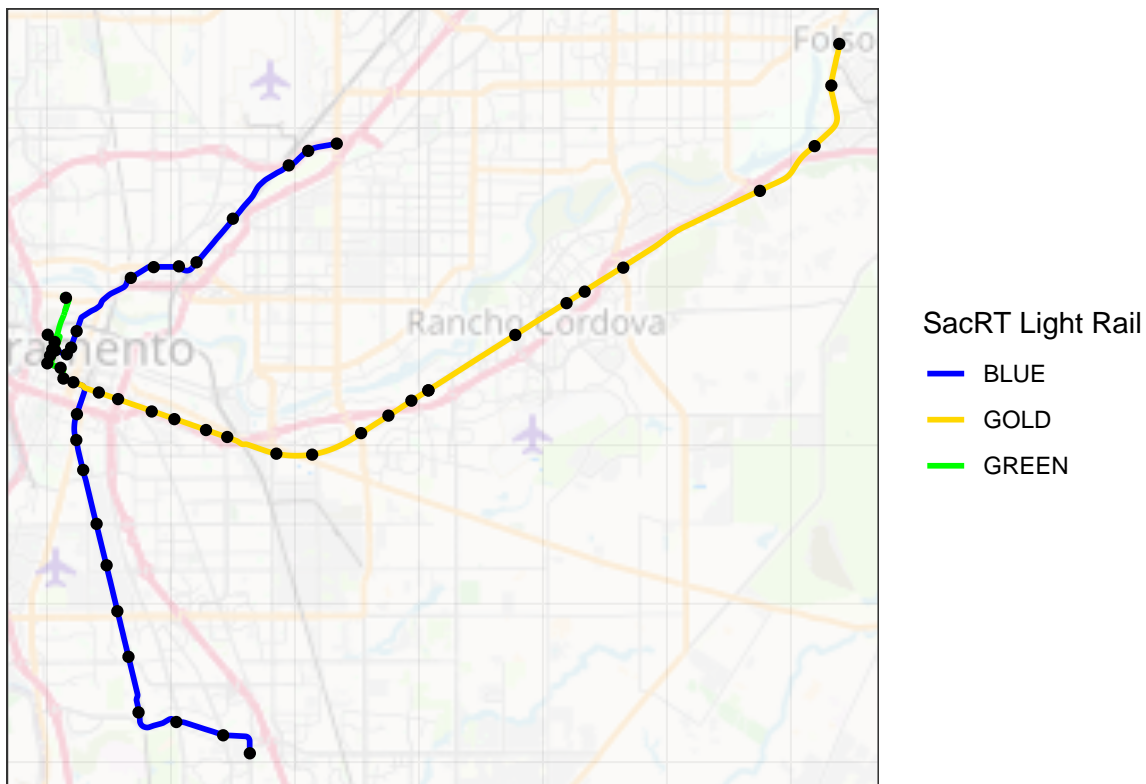 Folso
Rancho Cordova
ramento
SacRT Light Rail
BLUE
GOLD
GREEN